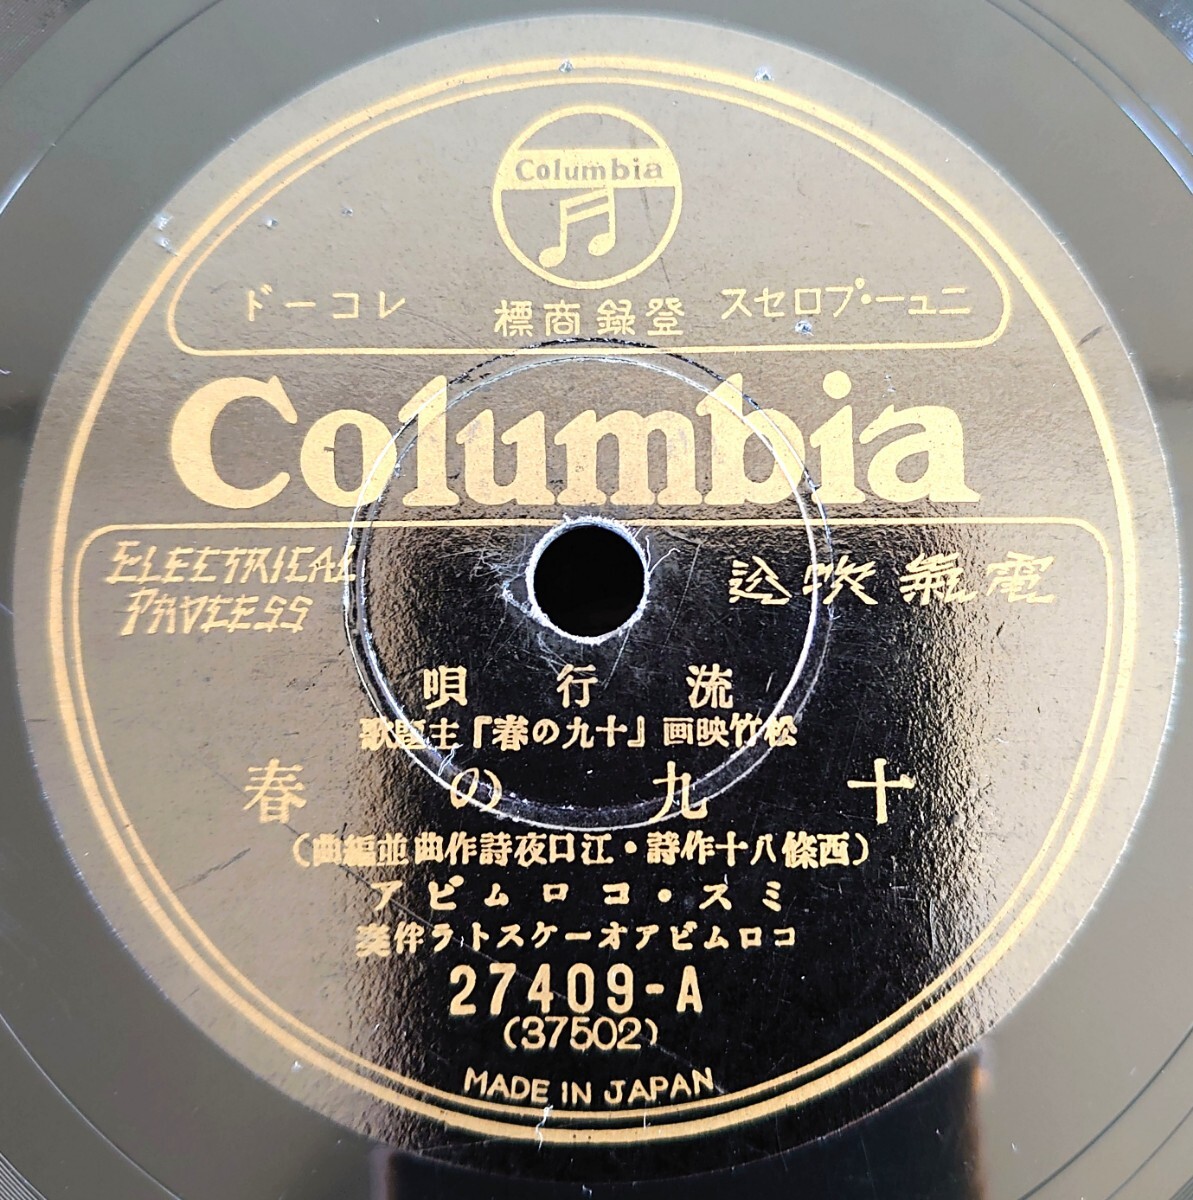 Columbia
ニュー・プロセス 登録商標 レコード
Columbia
ELECTRICAL
PROCESS
電氣吹込
流行唄
松竹映画『十九の春』主題歌
十九の春
(西條八十作詩・江口夜詩作曲並編曲)
ミス・コロムビア
コロムビアオーケストラ伴奏
27409-A
(37502)
MADE IN JAPAN